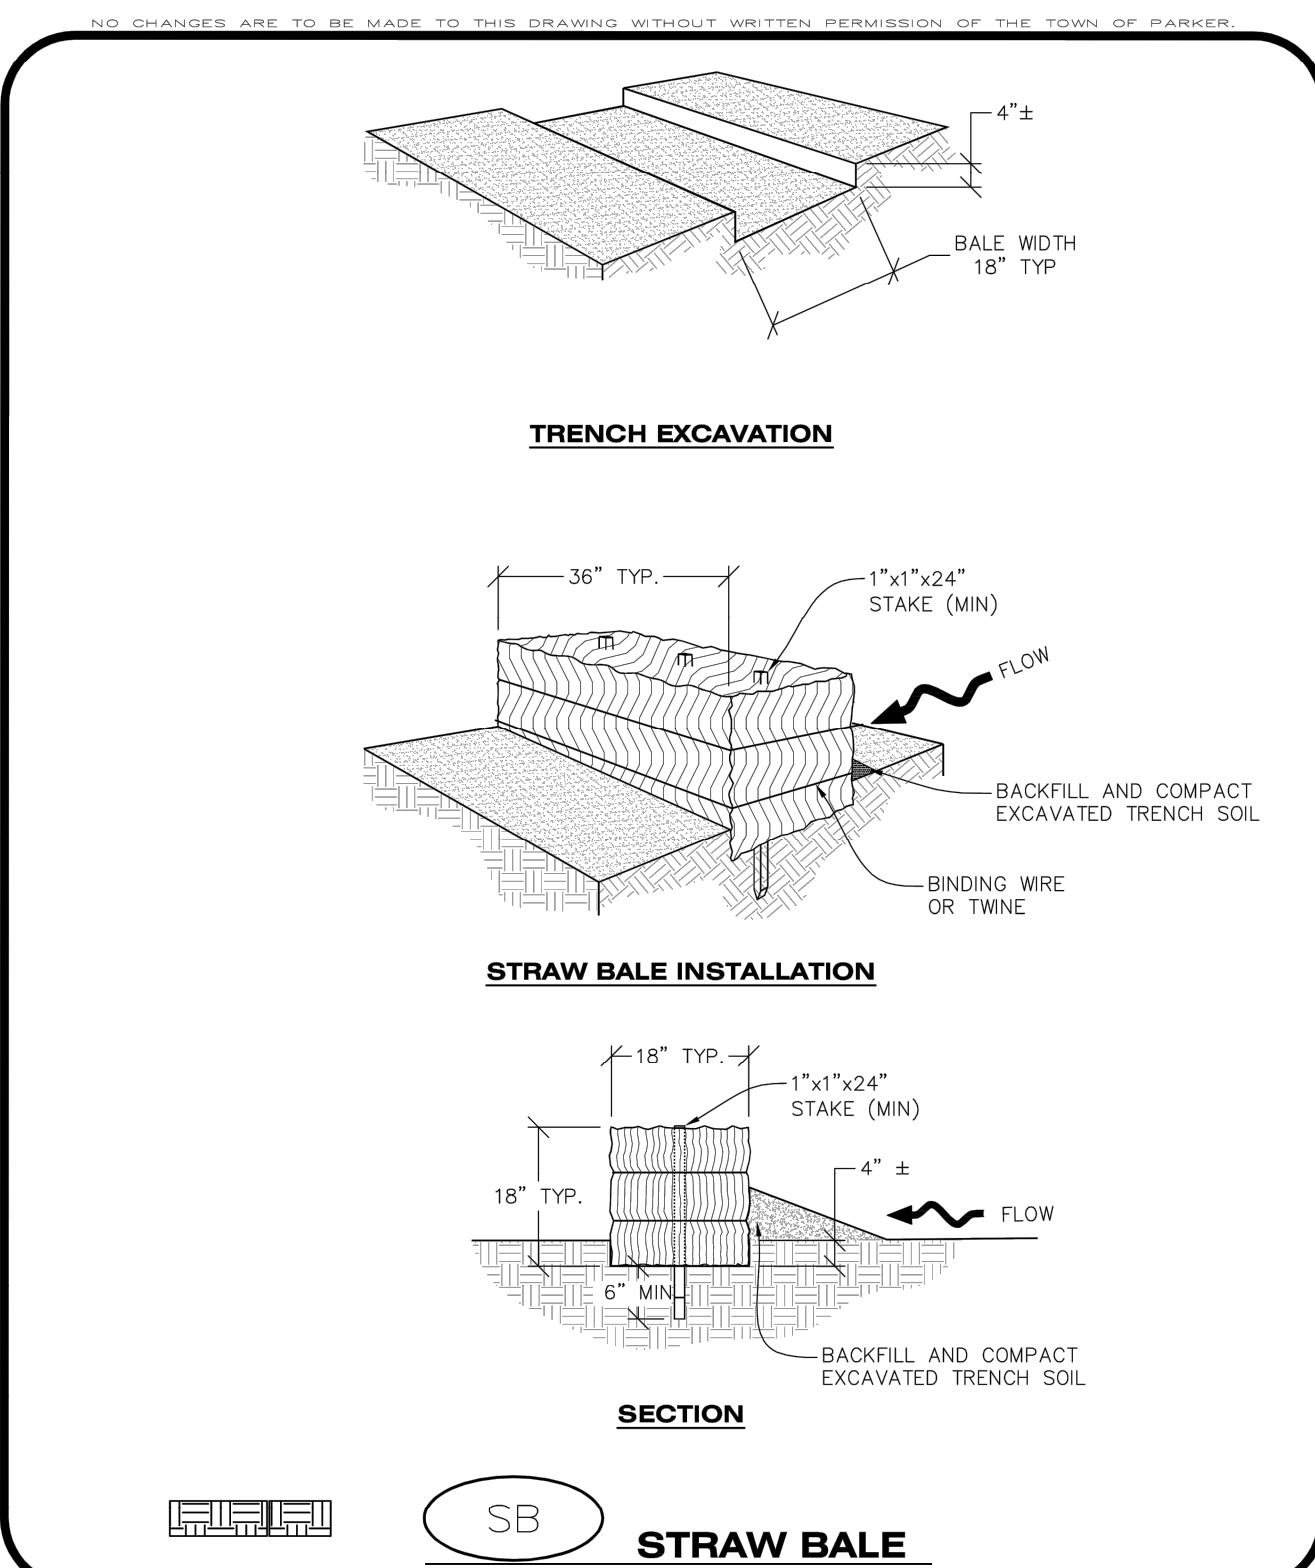 NO CHANGES ARE TO BE MADE TO THIS DRAWING WITHOUT WRITTEN PERMISSION OF THE TOWN OF PARKER.
4”±
BALE WIDTH
18” TYP
TRENCH EXCAVATION
36” TYP.
1”x1”x24”
STAKE (MIN)
FLOW
BACKFILL AND COMPACT
EXCAVATED TRENCH SOIL
BINDING WIRE
OR TWINE
STRAW BALE INSTALLATION
18” TYP.
1”x1”x24”
STAKE (MIN)
4” ±
18” TYP.
FLOW
6” MIN
BACKFILL AND COMPACT
EXCAVATED TRENCH SOIL
SECTION
SB
STRAW BALE